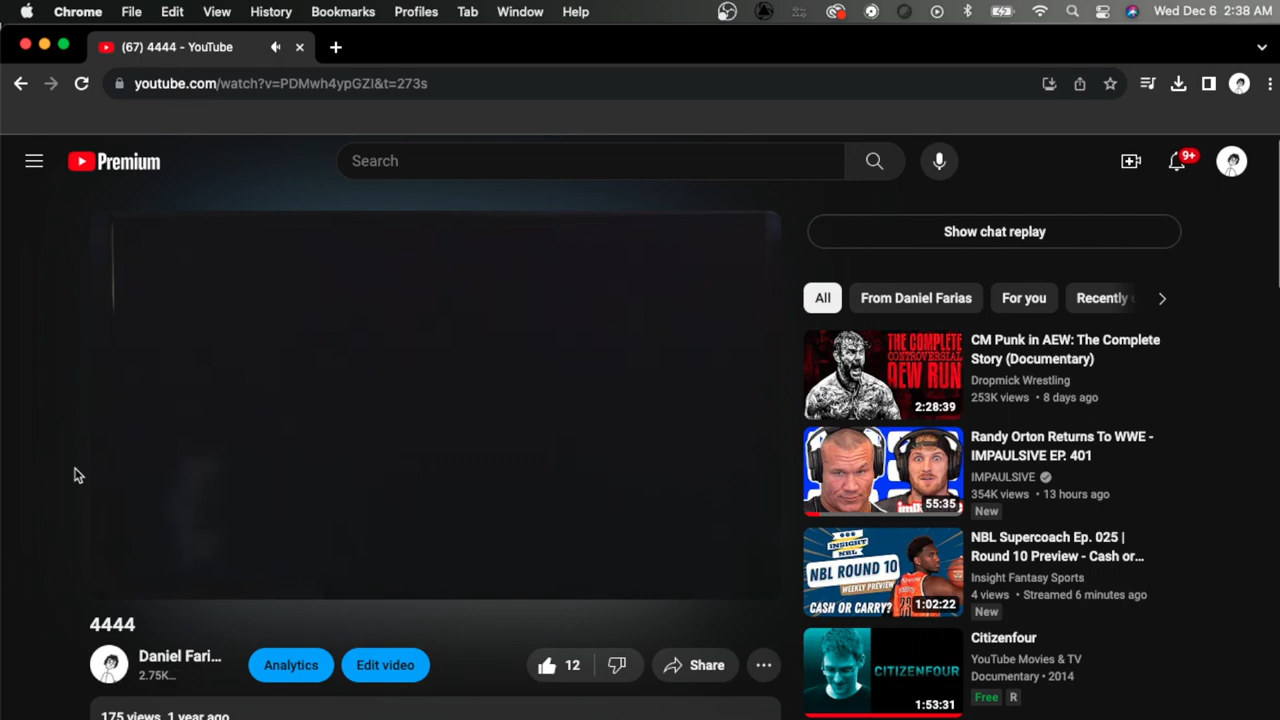 Chrome File Edit View History Bookmarks Profiles Tab Window Help Wed Dec 6 2:38 AM
(67) 4444 - YouTube
youtube.com/watch?v=PDMwh4ypGZI&t=273s
Premium
Search
9+
Show chat replay
All From Daniel Farias For you Recently
THE COMPLETE
CONTROVERSIAL
AEW RUN
2:28:39
CM Punk in AEW: The Complete
Story (Documentary)
Dropmick Wrestling
253K views • 8 days ago
55:35
Randy Orton Returns To WWE -
IMPAULSIVE EP. 401
IMPAULSIVE
354K views • 13 hours ago
New
INSIGHT
NBL
NBL ROUND 10
WEEKLY PREVIEW
CASH OR CARRY?
1:02:22
NBL Supercoach Ep. 025 |
Round 10 Preview - Cash or...
Insight Fantasy Sports
4 views • Streamed 6 minutes ago
New
CITIZENFOUR
1:53:31
Citizenfour
YouTube Movies & TV
Documentary • 2014
Free R
4444
Daniel Fari...
2.75K...
Analytics Edit video 12 Share
175 views 1 year ago